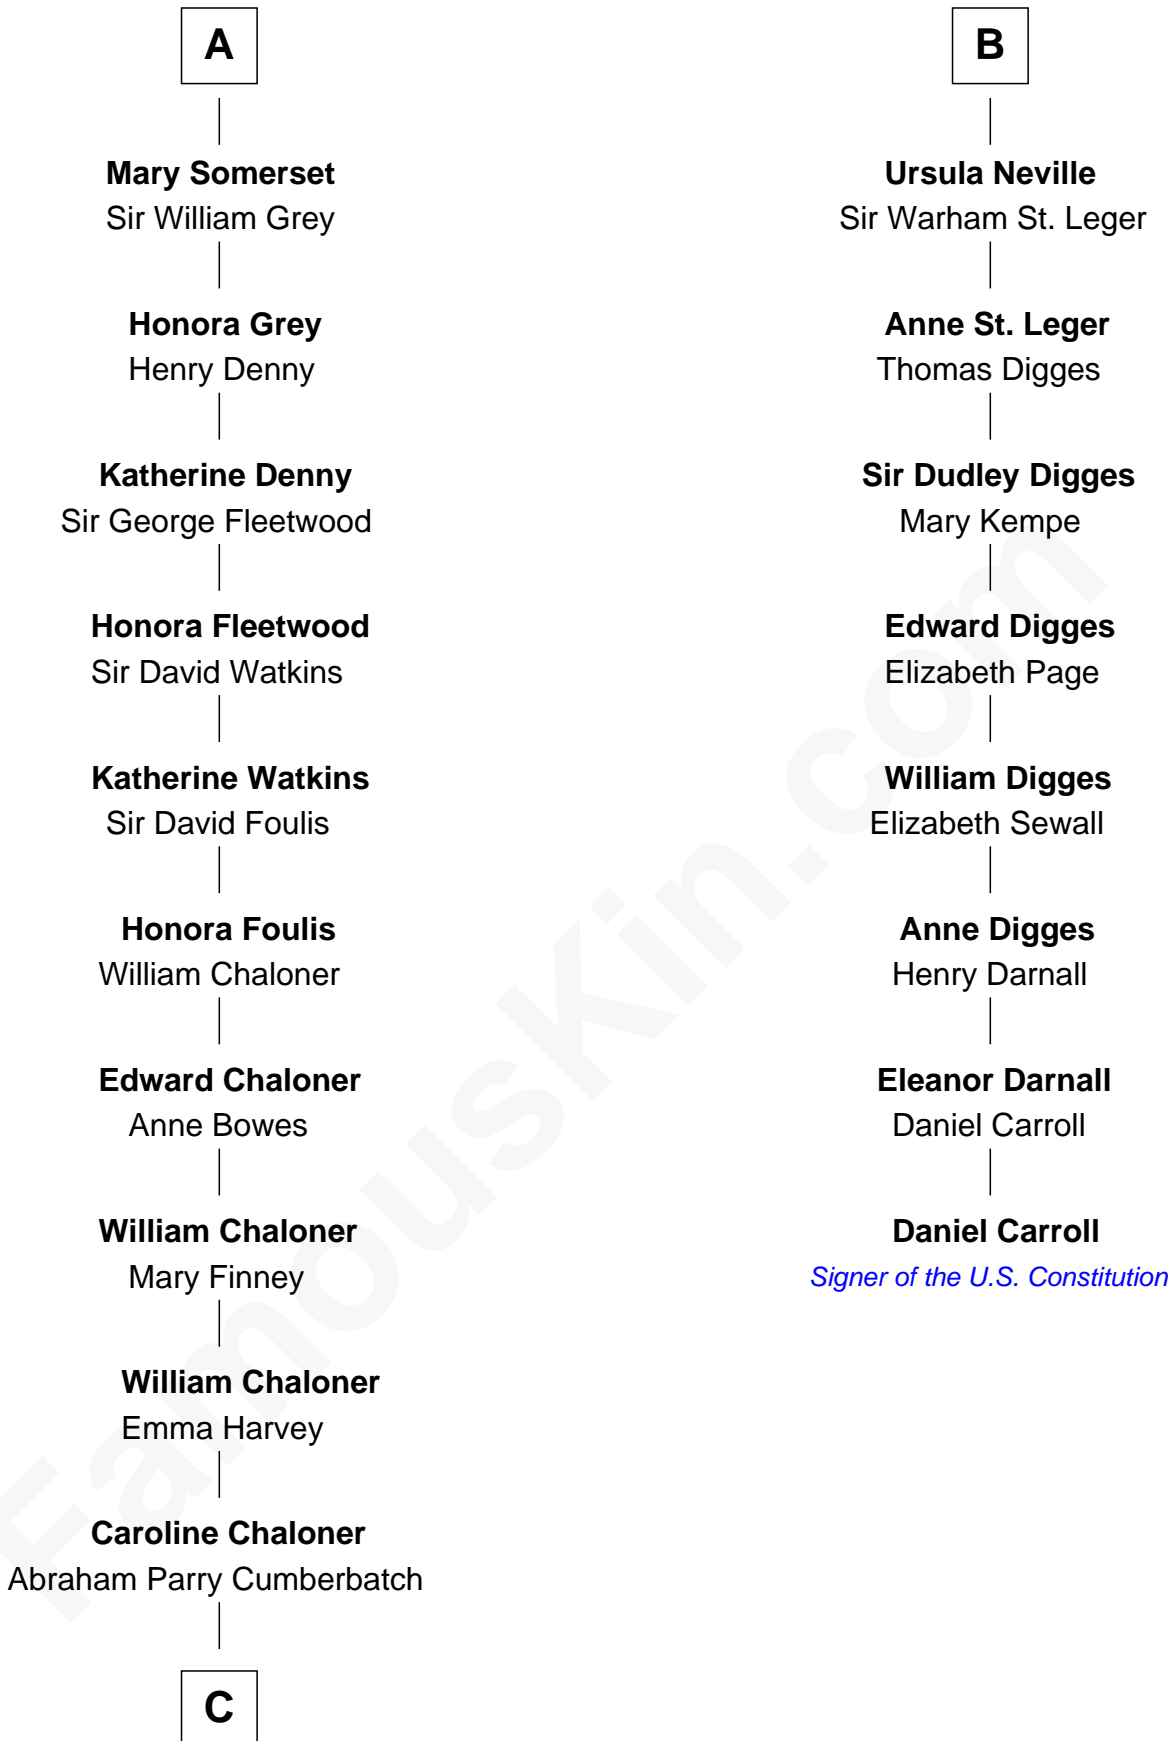 A
Mary Somerset
Sir William Grey
Honora Grey
Henry Denny
Katherine Denny
Sir George Fleetwood
Honora Fleetwood
Sir David Watkins
Katherine Watkins
Sir David Foulis
Honora Foulis
William Chaloner
Edward Chaloner
Anne Bowes
William Chaloner
Mary Finney
William Chaloner
Emma Harvey
Caroline Chaloner
Abraham Parry Cumberbatch
C
B
Ursula Neville
Sir Warham St. Leger
Anne St. Leger
Thomas Digges
Sir Dudley Digges
Mary Kempe
Edward Digges
Elizabeth Page
William Digges
Elizabeth Sewall
Anne Digges
Henry Darnall
Eleanor Darnall
Daniel Carroll
Daniel Carroll
Signer of the U.S. Constitution
FamousKin.com